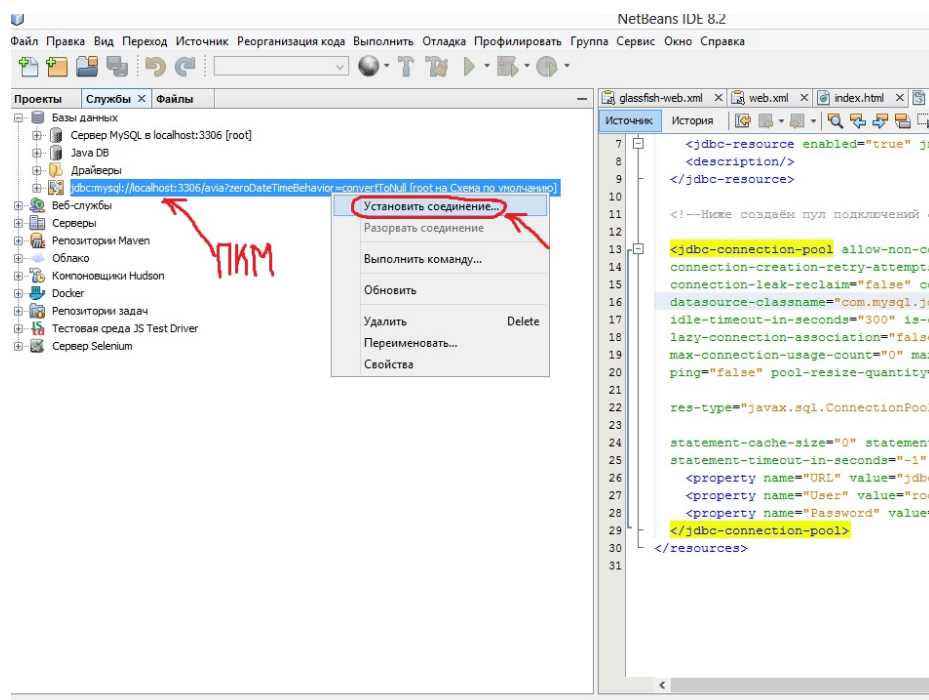 NetBeans IDE 8.2
Файл Правка Вид Переход Источник Реорганизация кода Выполнить Отладка Профилировать Группа Сервис Окно Справка
Проекты Службы Файлы
glassfish-web.xml web.xml index.html
Источник История
Базы данных
Сервер MySQL в localhost:3306 [root]
Java DB
Драйверы
jdbc:mysql://localhost:3306/avia?zeroDateTimeBehavior=convertToNull [root на Схема по умолчанию]
Веб-службы
Серверы
Репозитории Maven
Облако
Компоновщики Hudson
Docker
Репозитории задач
Тестовая среда JS Test Driver
Сервер Selenium
ПКМ
Установить соединение...
Разорвать соединение
Выполнить команду...
Обновить
Удалить Delete
Переименовать...
Свойства
7 <jdbc-resource enabled="true"
8 <description/>
9 </jdbc-resource>
10
11 <!--Ниже создаём пул подключений
12
13 <jdbc-connection-pool allow-non-c
14 connection-creation-retry-attempt
15 connection-leak-reclaim="false" c
16 datasource-classname="com.mysql.j
17 idle-timeout-in-seconds="300" is-
18 lazy-connection-association="fals
19 max-connection-usage-count="0" ma
20 ping="false" pool-resize-quantity
21
22 res-type="javax.sql.ConnectionPoo
23
24 statement-cache-size="0" statemen
25 statement-timeout-in-seconds="-1"
26 <property name="URL" value="jdb
27 <property name="User" value="ro
28 <property name="Password" value
29 </jdbc-connection-pool>
30 </resources>
31